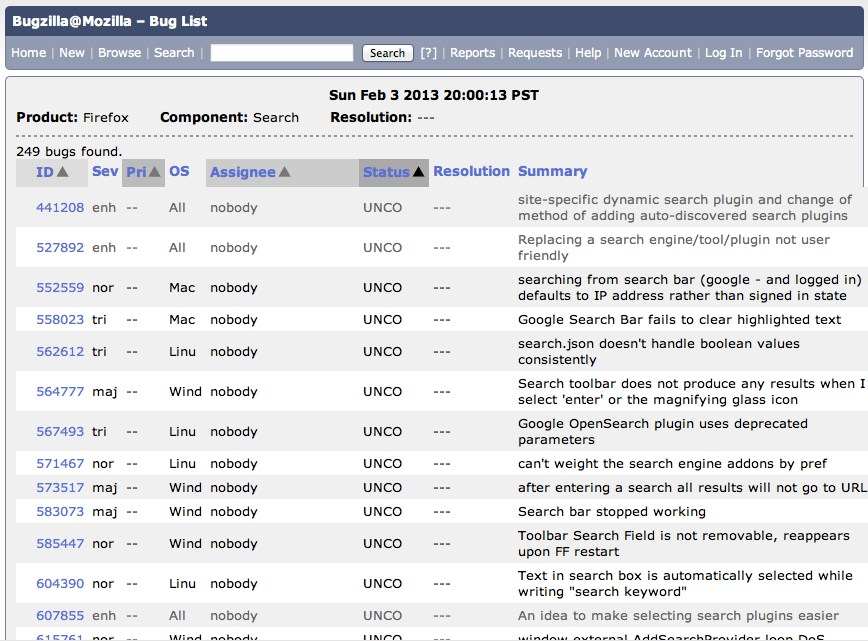 Bugzilla@Mozilla – Bug List
Home | New | Browse | Search | Search [?] | Reports | Requests | Help | New Account | Log In | Forgot Password
Sun Feb 3 2013 20:00:13 PST
Product: Firefox Component: Search Resolution: ---
249 bugs found.
ID▲ Sev Pri▲ OS Assignee▲ Status▲ Resolution Summary
441208 enh -- All nobody UNCO --- site-specific dynamic search plugin and change of
method of adding auto-discovered search plugins
527892 enh -- All nobody UNCO --- Replacing a search engine/tool/plugin not user
friendly
552559 nor -- Mac nobody UNCO --- searching from search bar (google - and logged in)
defaults to IP address rather than signed in state
558023 tri -- Mac nobody UNCO --- Google Search Bar fails to clear highlighted text
562612 tri -- Linu nobody UNCO --- search.json doesn't handle boolean values
consistently
564777 maj -- Wind nobody UNCO --- Search toolbar does not produce any results when I
select 'enter' or the magnifying glass icon
567493 tri -- Linu nobody UNCO --- Google OpenSearch plugin uses deprecated
parameters
571467 nor -- Linu nobody UNCO --- can't weight the search engine addons by pref
573517 maj -- Wind nobody UNCO --- after entering a search all results will not go to URL
583073 maj -- Wind nobody UNCO --- Search bar stopped working
585447 nor -- Wind nobody UNCO --- Toolbar Search Field is not removable, reappears
upon FF restart
604390 nor -- Linu nobody UNCO --- Text in search box is automatically selected while
writing "search keyword"
607855 enh -- All nobody UNCO --- An idea to make selecting search plugins easier
615761 nor -- Wind nobody UNCO --- window.external.AddSearchProvider loop DoS